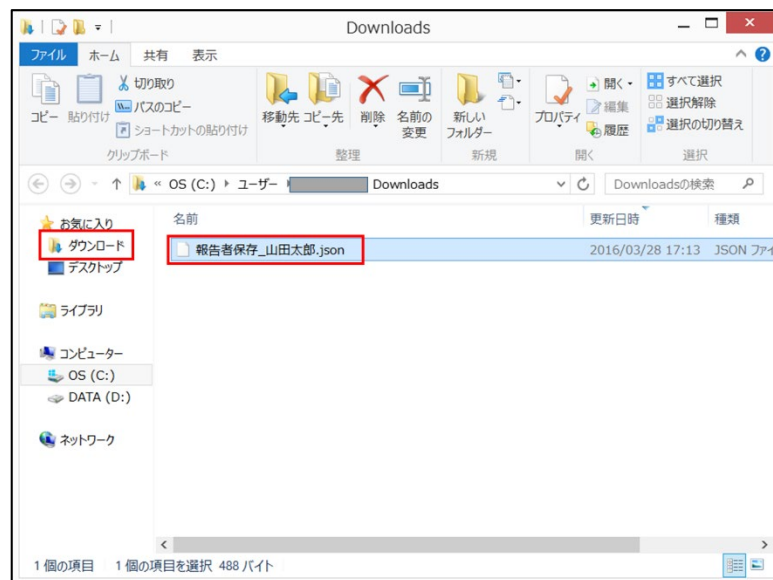 Downloads
ファイル ホーム 共有 表示
コピー 貼り付け 切り取り パスのコピー ショートカットの貼り付け
クリップボード
移動先 コピー先 削除 名前の変更
整理
新しいフォルダー
新規
プロパティ 開く 編集 履歴
開く
すべて選択 選択解除 選択の切り替え
選択
« OS (C:) ユーザー Downloads Downloadsの検索
お気に入り
ダウンロード
デスクトップ
ライブラリ
コンピューター
OS (C:)
DATA (D:)
ネットワーク
名前 更新日時 種類
報告者保存_山田太郎.json 2016/03/28 17:13 JSON ファイ
1 個の項目 1 個の項目を選択 488 バイト